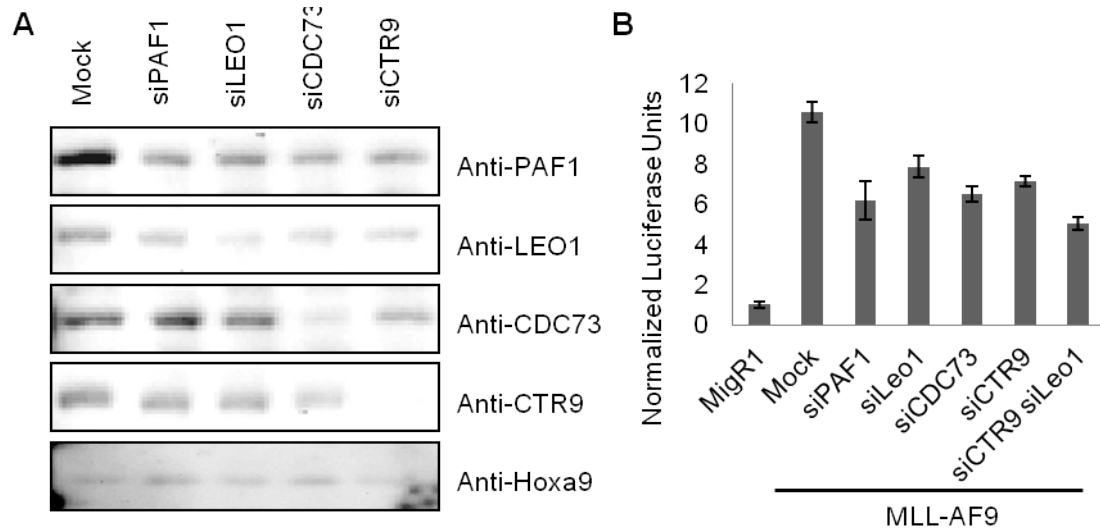 A
Mock
siPAF1
siLEO1
siCDC73
siCTR9
Anti-PAF1
Anti-LEO1
Anti-CDC73
Anti-CTR9
Anti-Hoxa9
B
Normalized Luciferase Units
12
10
8
6
4
2
0
MigR1
Mock
siPAF1
siLeo1
siCDC73
siCTR9
siCTR9 siLeo1
MLL-AF9